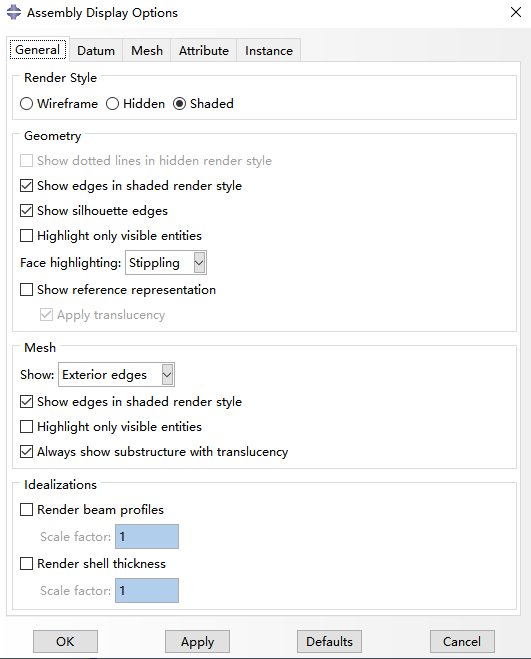 Assembly Display Options
General Datum Mesh Attribute Instance
Render Style
Wireframe Hidden Shaded
Geometry
Show dotted lines in hidden render style
Show edges in shaded render style
Show silhouette edges
Highlight only visible entities
Face highlighting: Stippling
Show reference representation
Apply translucency
Mesh
Show: Exterior edges
Show edges in shaded render style
Highlight only visible entities
Always show substructure with translucency
Idealizations
Render beam profiles
Scale factor: 1
Render shell thickness
Scale factor: 1
OK Apply Defaults Cancel